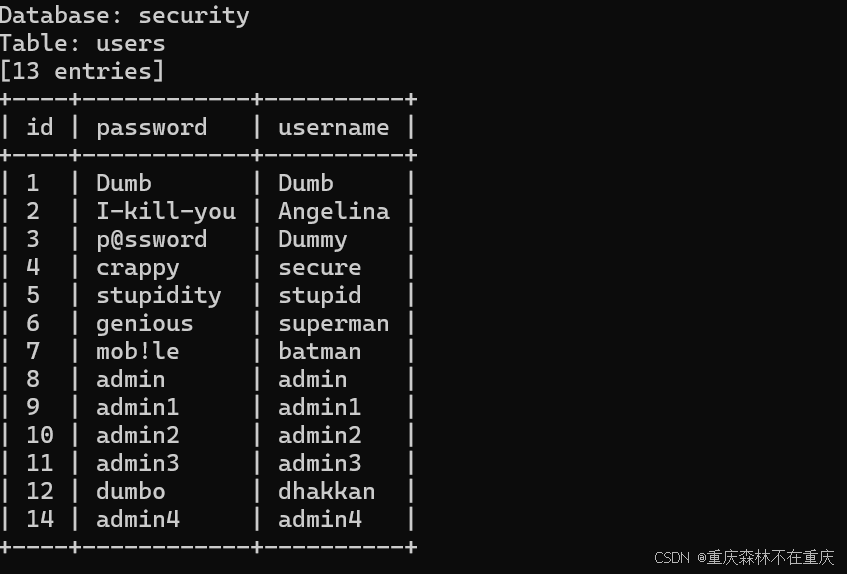 Database: security
Table: users
[13 entries]
+----+------------+----------+
| id | password   | username |
+----+------------+----------+
| 1  | Dumb       | Dumb     |
| 2  | I-kill-you | Angelina |
| 3  | p@ssword   | Dummy    |
| 4  | crappy     | secure   |
| 5  | stupidity  | stupid   |
| 6  | genious    | superman |
| 7  | mob!le     | batman   |
| 8  | admin      | admin    |
| 9  | admin1     | admin1   |
| 10 | admin2     | admin2   |
| 11 | admin3     | admin3   |
| 12 | dumbo      | dhakkan  |
| 14 | admin4     | admin4   |
+----+------------+----------+
CSDN @重庆森林不在重庆